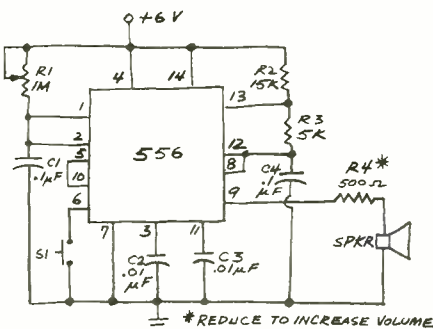 +6 V
R1
1M
4
14
R2
15K
13
1
R3
5K
2
5
10
6
556
12
8
9
C1
.1µF
C4
.1
µF
R4*
500Ω
S1
7
3
11
C2
.01
µF
C3
.01µF
SPKR
*REDUCE TO INCREASE VOLUME